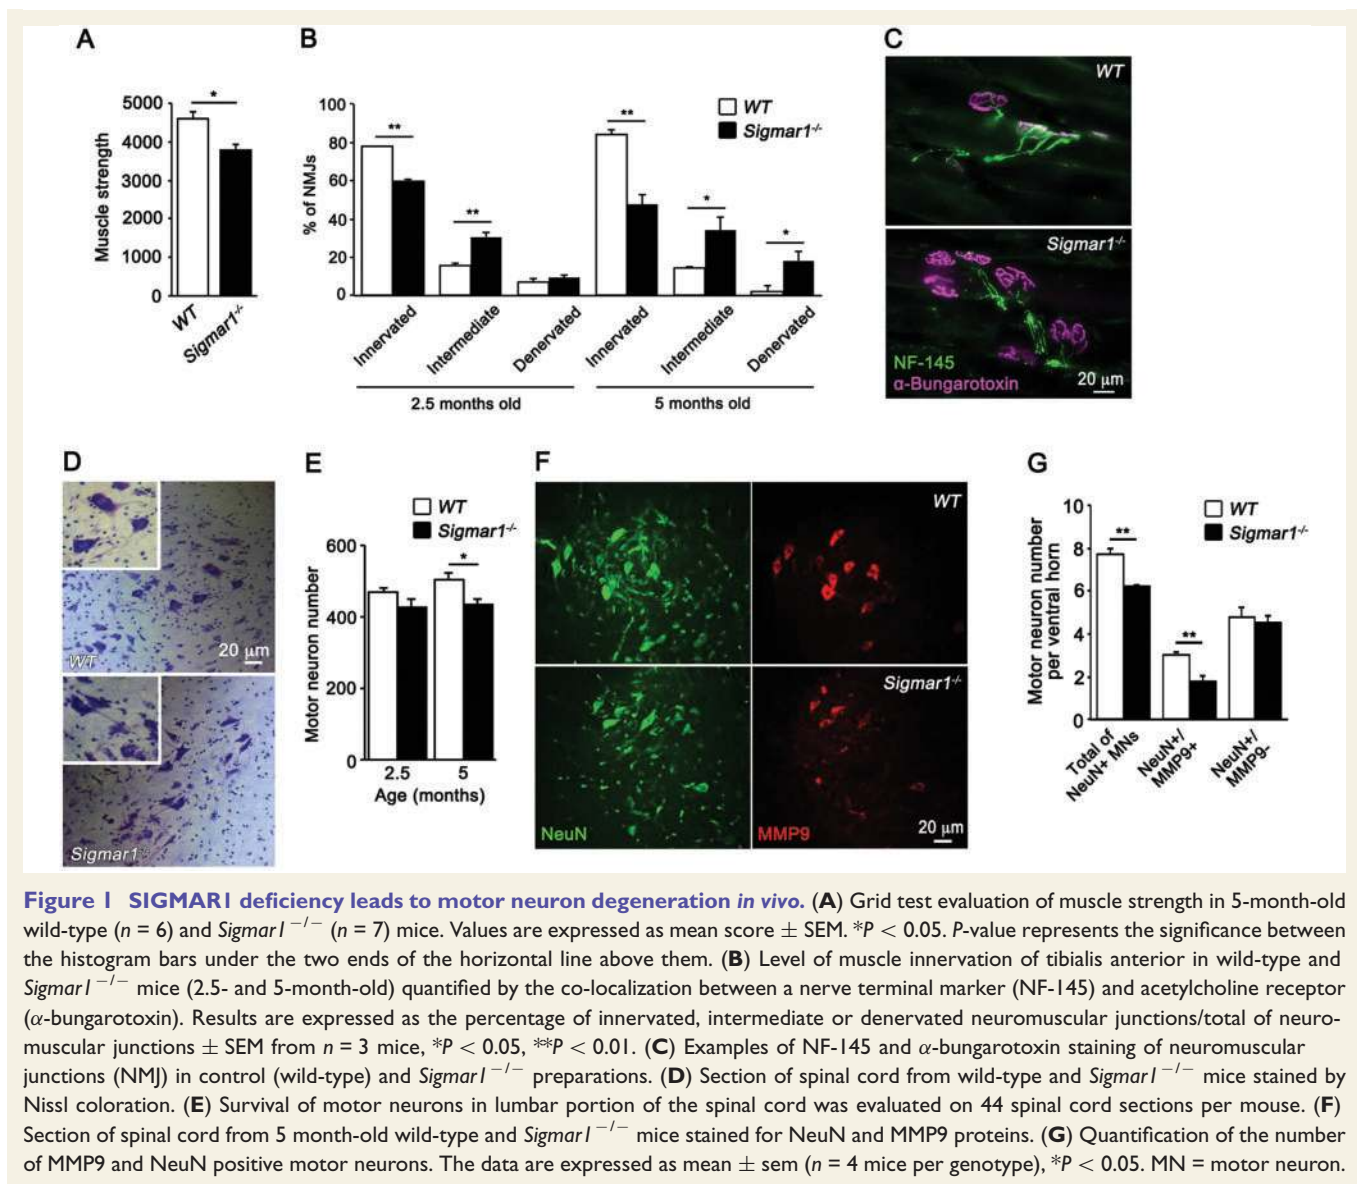 A
5000
4000
3000
2000
1000
0
Muscle strength
*
WT
Sigmar1-/-
B
100
80
60
40
20
0
% of NMJs
**
**
**
*
*
WT
Sigmar1-/-
Innervated
Intermediate
Denervated
Innervated
Intermediate
Denervated
2.5 months old
5 months old
C
WT
Sigmar1-/-
NF-145
α-Bungarotoxin
20 µm
D
20 µm
WT
Sigmar1-/-
E
WT
Sigmar1-/-
600
400
200
0
Motor neuron number
*
2.5
5
Age (months)
F
WT
Sigmar1-/-
NeuN
MMP9
20 µm
G
10
8
6
4
2
0
Motor neuron number
per ventral horn
WT
Sigmar1-/-
**
**
Total of
NeuN+ MNs
NeuN+/
MMP9+
NeuN+/
MMP9-
Figure 1 SIGMAR1 deficiency leads to motor neuron degeneration in vivo. (A) Grid test evaluation of muscle strength in 5-month-old
wild-type (n = 6) and Sigmar1−/− (n = 7) mice. Values are expressed as mean score ± SEM. *P < 0.05. P-value represents the significance between
the histogram bars under the two ends of the horizontal line above them. (B) Level of muscle innervation of tibialis anterior in wild-type and
Sigmar1−/− mice (2.5- and 5-month-old) quantified by the co-localization between a nerve terminal marker (NF-145) and acetylcholine receptor
(α-bungarotoxin). Results are expressed as the percentage of innervated, intermediate or denervated neuromuscular junctions/total of neuro-
muscular junctions ± SEM from n = 3 mice, *P < 0.05, **P < 0.01. (C) Examples of NF-145 and α-bungarotoxin staining of neuromuscular
junctions (NMJ) in control (wild-type) and Sigmar1−/− preparations. (D) Section of spinal cord from wild-type and Sigmar1−/− mice stained by
Nissl coloration. (E) Survival of motor neurons in lumbar portion of the spinal cord was evaluated on 44 spinal cord sections per mouse. (F)
Section of spinal cord from 5 month-old wild-type and Sigmar1−/− mice stained for NeuN and MMP9 proteins. (G) Quantification of the number
of MMP9 and NeuN positive motor neurons. The data are expressed as mean ± sem (n = 4 mice per genotype), *P < 0.05. MN = motor neuron.